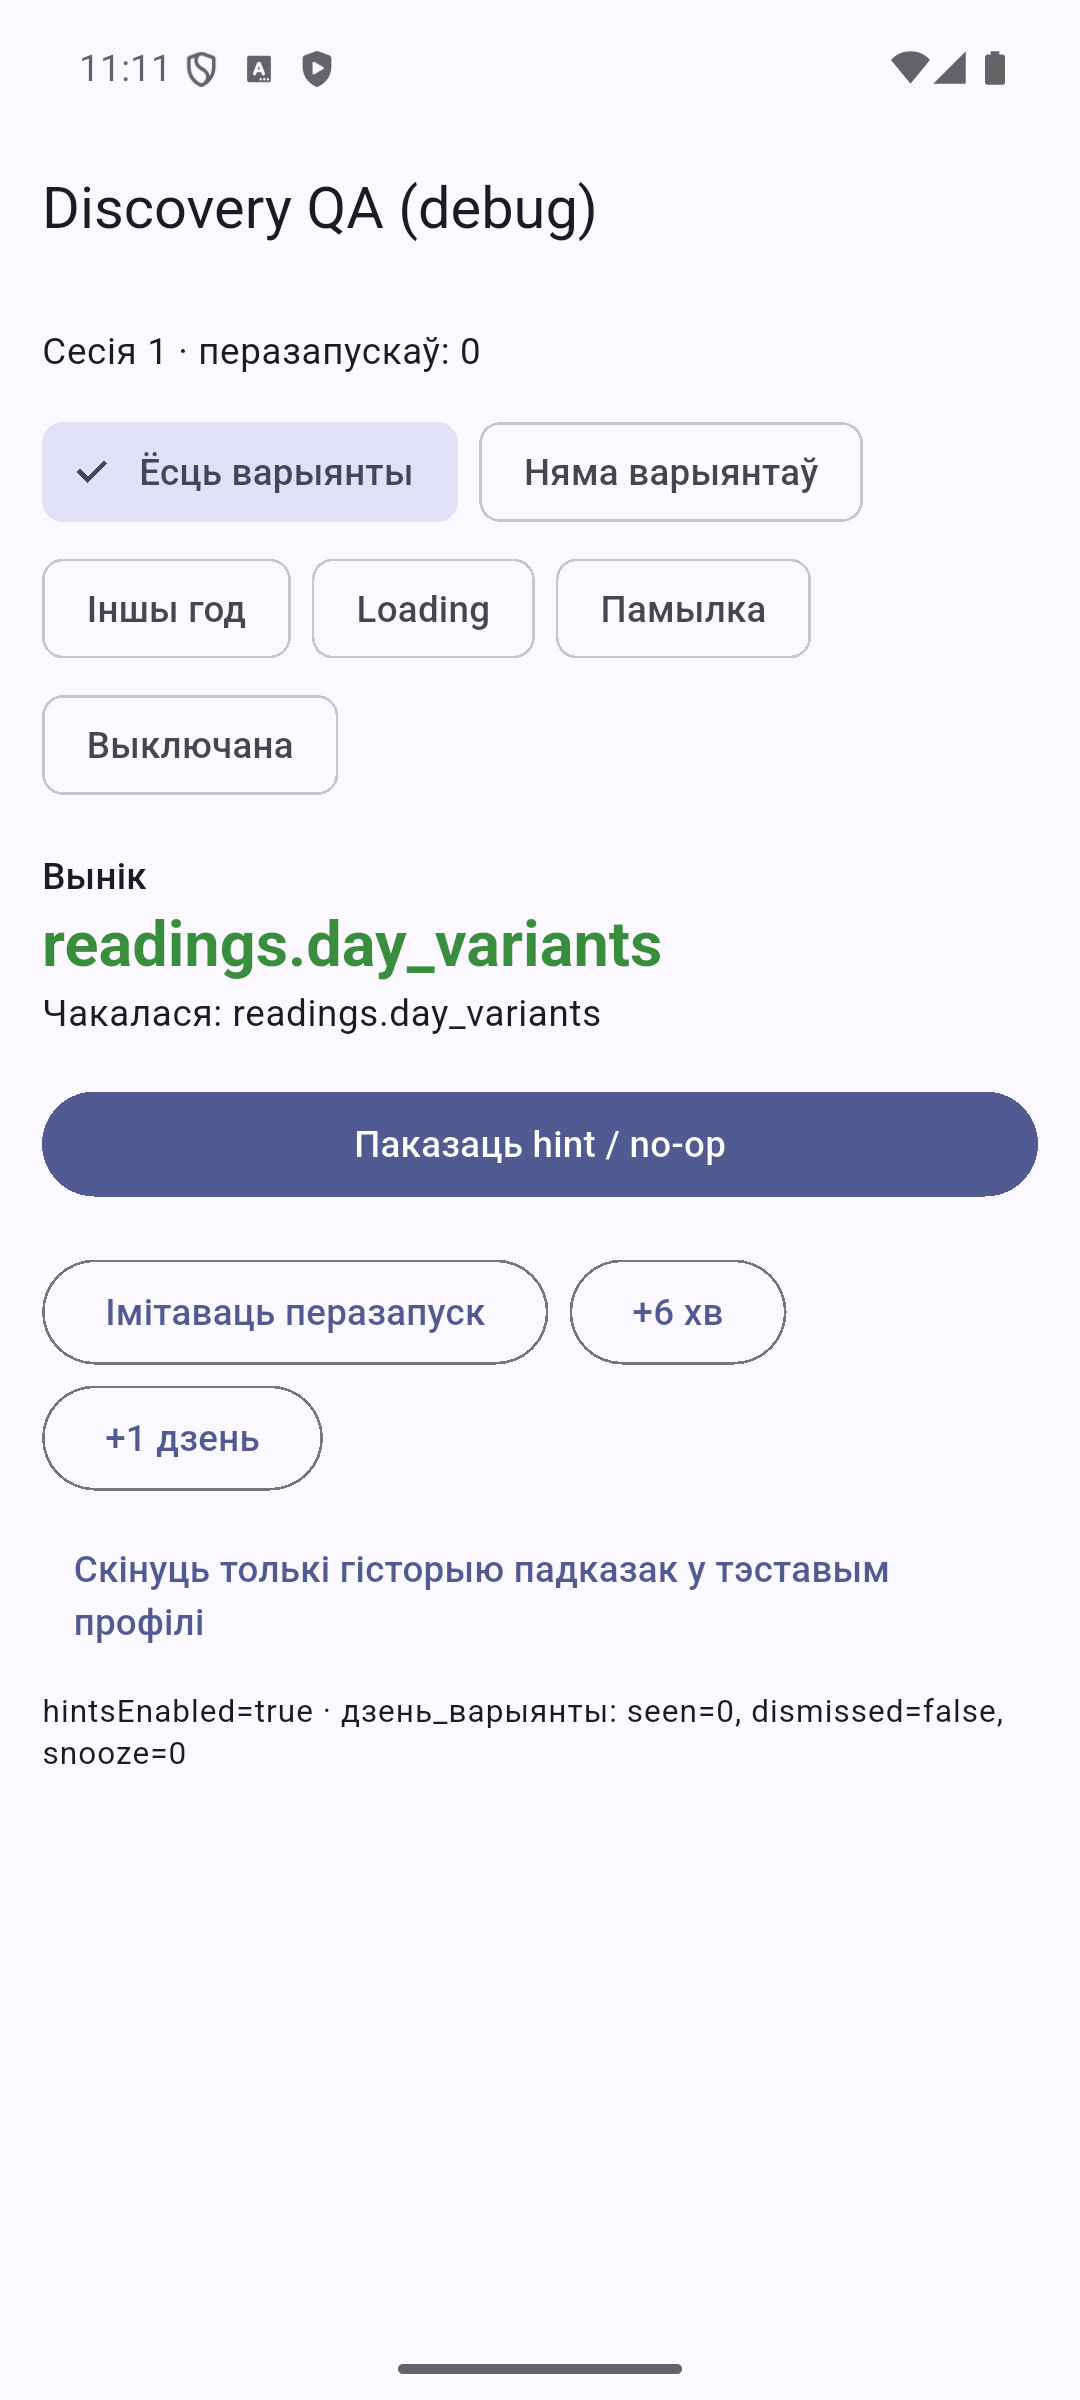 11:11
Discovery QA (debug)
Сесія 1 · перазапускаў: 0
Ёсць варыянты
Няма варыянтаў
Іншы год
Loading
Памылка
Выключана
Вынік
readings.day_variants
Чакалася: readings.day_variants
Паказаць hint / no-op
Імітаваць перазапуск
+6 хв
+1 дзень
Скінуць толькі гісторыю падказак у тэставым
профілі
hintsEnabled=true · дзень_варыянты: seen=0, dismissed=false,
snooze=0